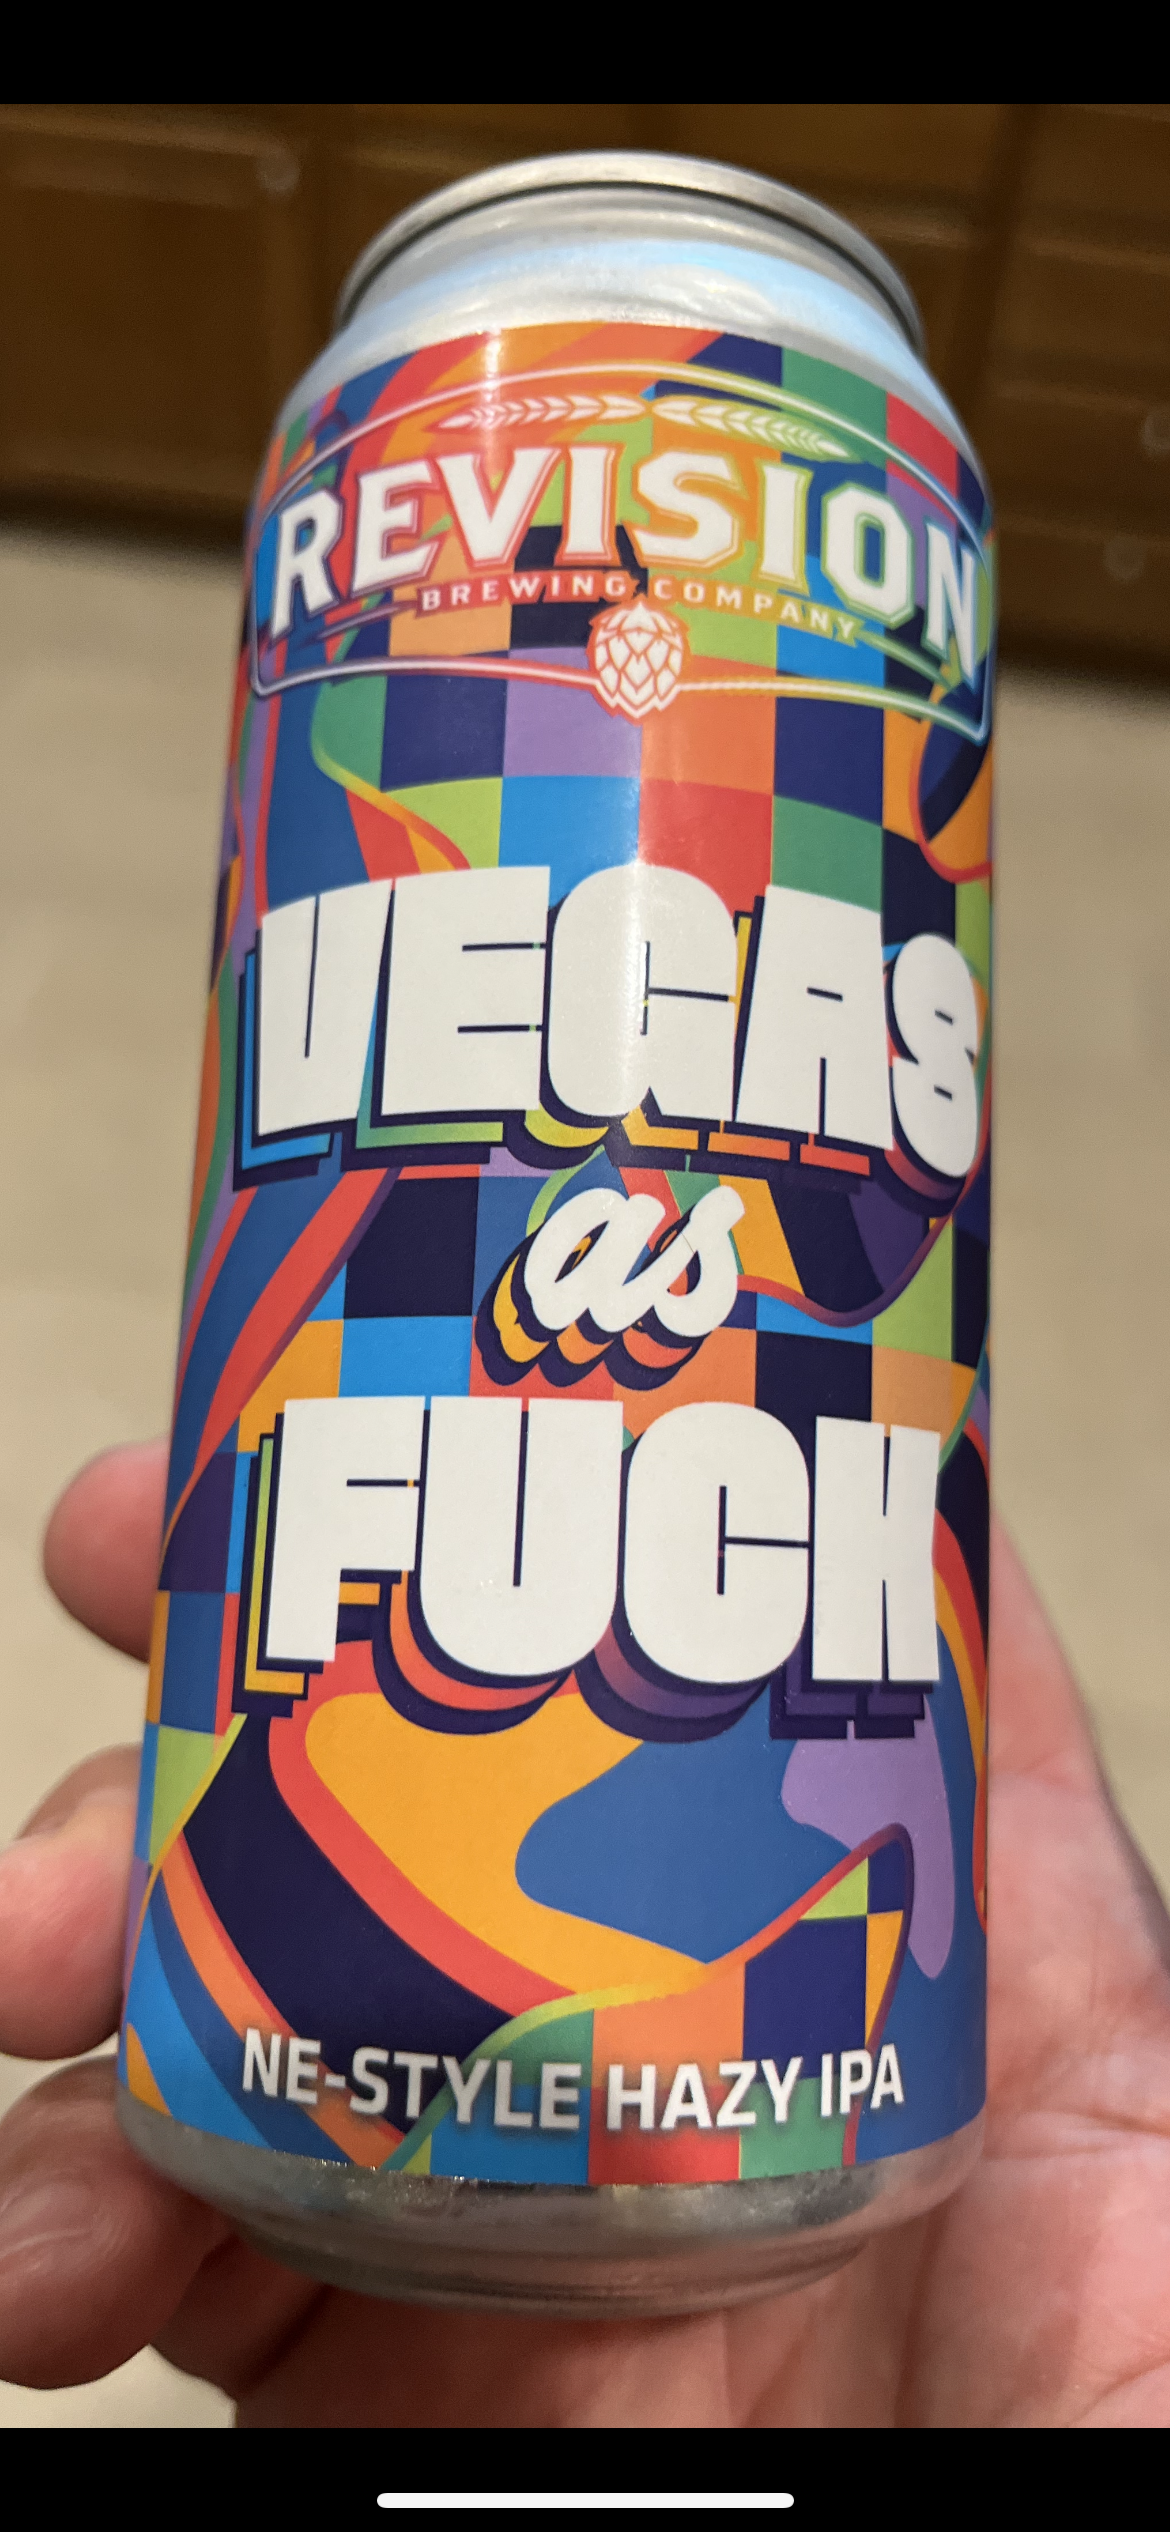 REVISION
BREWING COMPANY
VEGAS
as
FUCK
NE-STYLE HAZY IPA